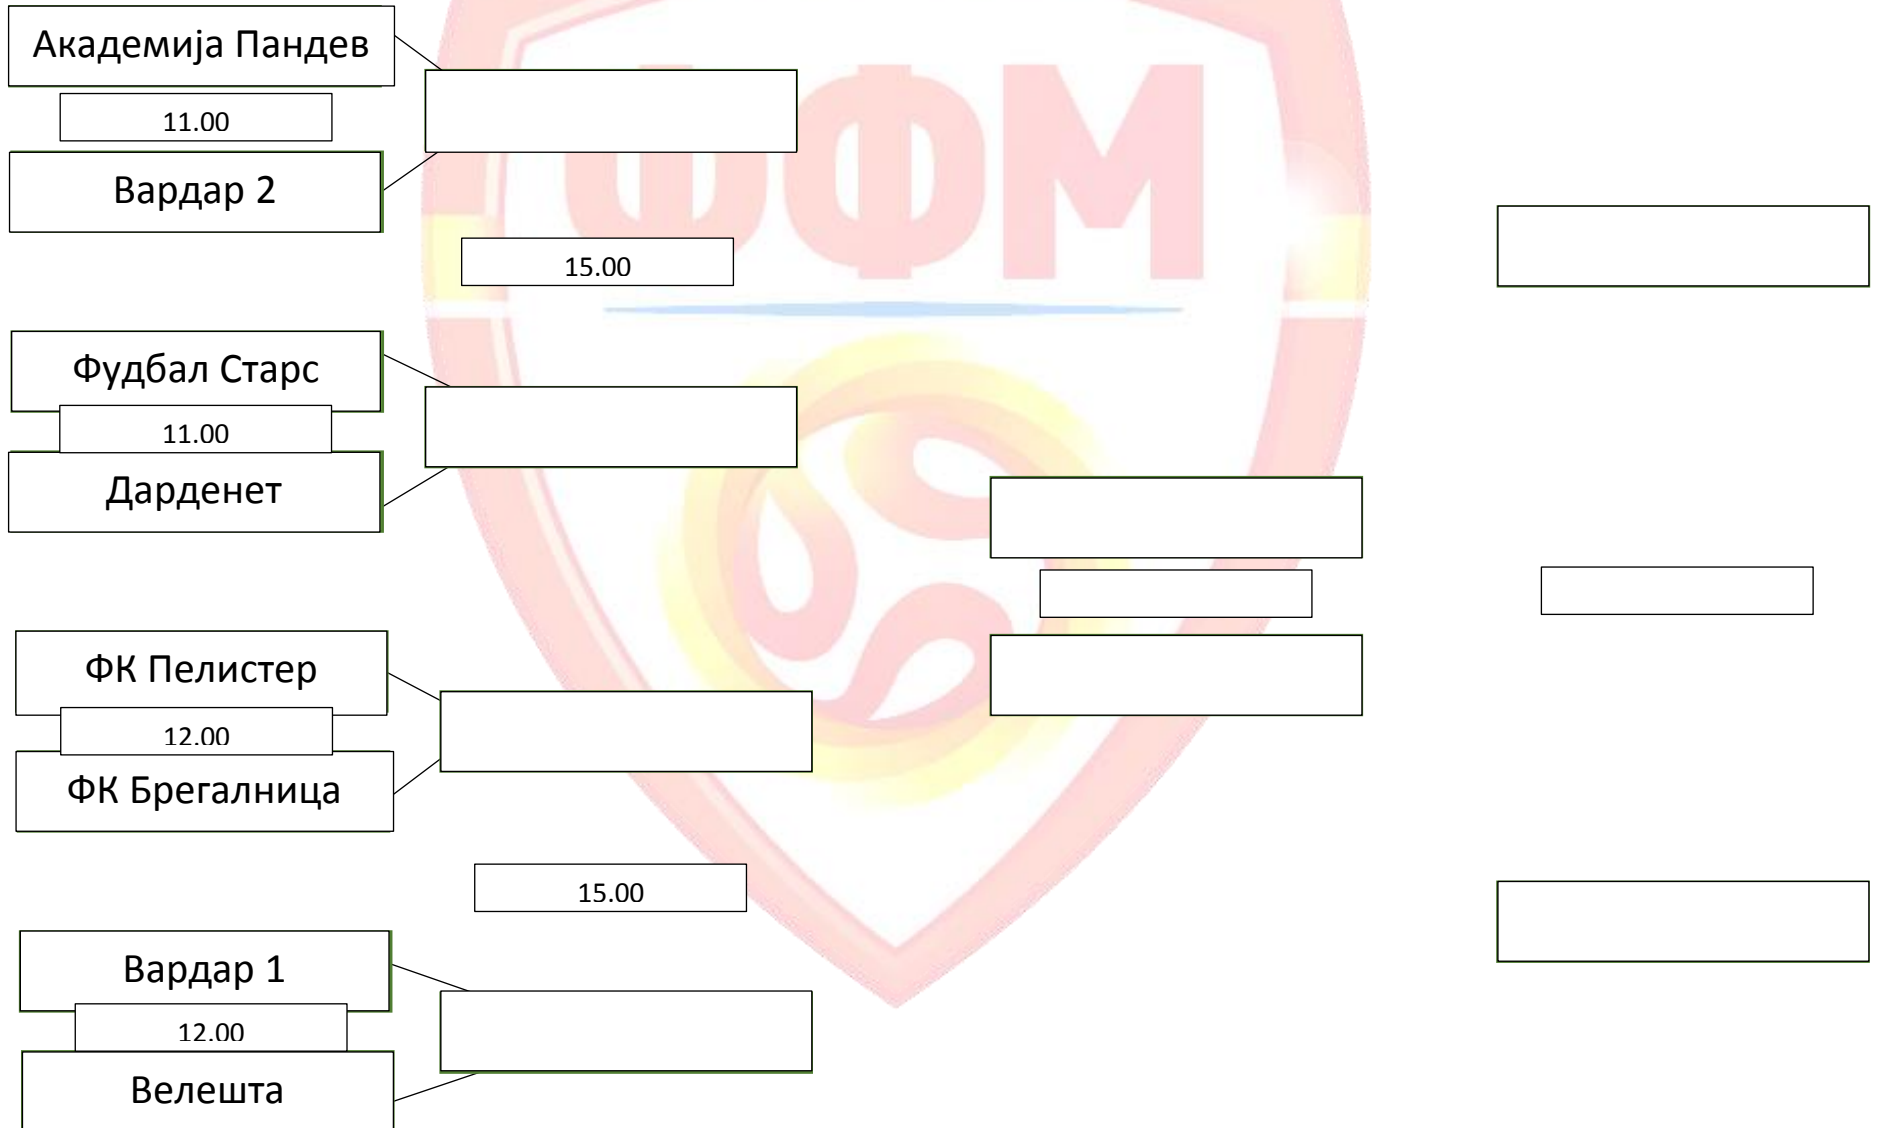 Академија Пандев
11.00
Вардар 2
15.00
Фудбал Старс
11.00
Дарденет
ФК Пелистер
12.00
ФК Брегалница
15.00
Вардар 1
12.00
Велешта
ФФМ